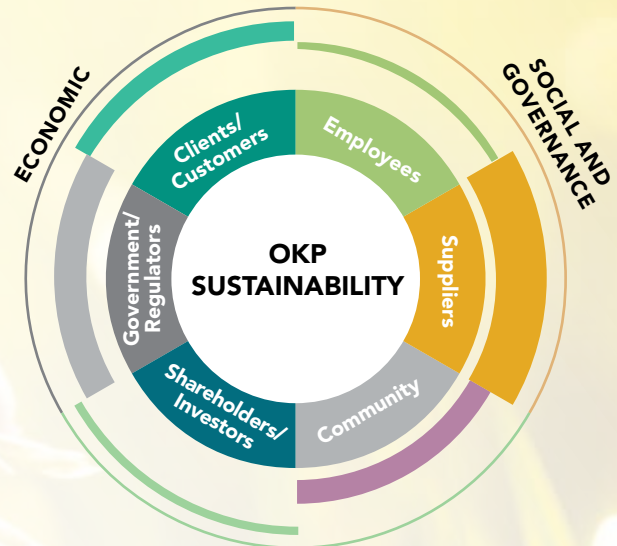 ECONOMIC
SOCIAL AND
GOVERNANCE
Clients/
Customers
Employees
Government/
Regulators
OKP
SUSTAINABILITY
Suppliers
Shareholders/
Investors
Community